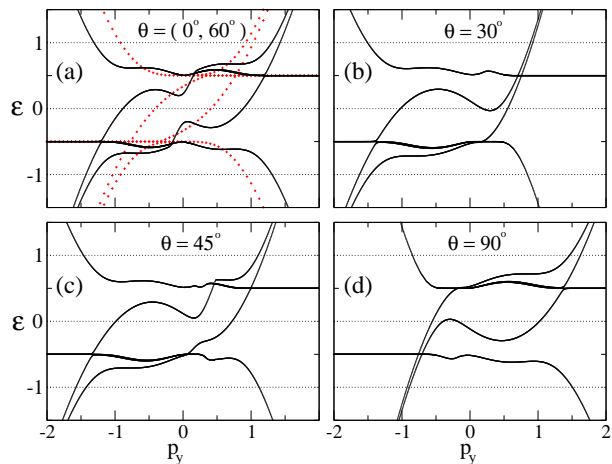 θ = ( 0°, 60° )
θ = 30°
1
(a)
(b)
ε
0
-1
θ = 45°
θ = 90°
1
(c)
(d)
ε
0
-1
-2 -1 0 1 -2 -1 0 1 2
p_y p_y